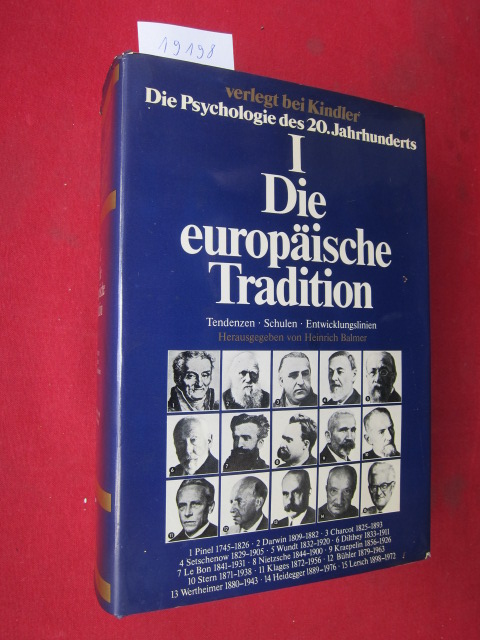 19198
verlegt bei Kindler
Die Psychologie des 20. Jahrhunderts
I
Die
europäische
Tradition
Tendenzen · Schulen · Entwicklungslinien
Herausgegeben von Heinrich Balmer
1 Pinel 1745–1826 · 2 Darwin 1809–1882 · 3 Charcot 1825–1893
4 Setschenow 1829–1905 · 5 Wundt 1832–1920 · 6 Dilthey 1833–1911
7 Le Bon 1841–1931 · 8 Nietzsche 1844–1900 · 9 Kraepelin 1856–1926
10 Stern 1871–1938 · 11 Klages 1872–1956 · 12 Bühler 1879–1963
13 Wertheimer 1880–1943 · 14 Heidegger 1889–1976 · 15 Lersch 1898–1972